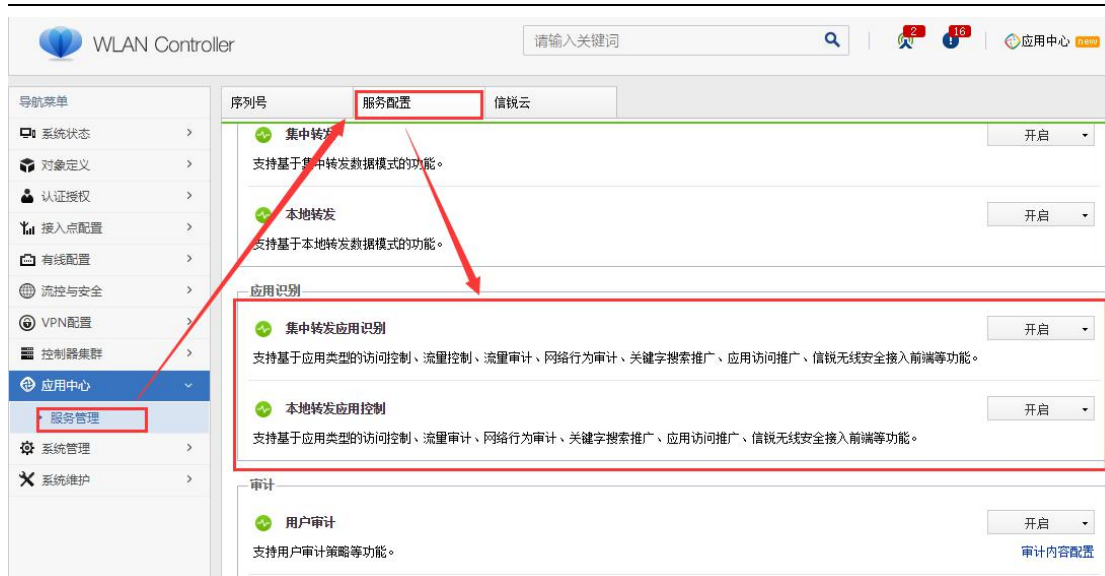 WLAN Controller
请输入关键词
2
16
应用中心 new
导航菜单
系统状态
对象定义
认证授权
接入点配置
有线配置
流控与安全
VPN配置
控制器集群
应用中心
服务管理
系统管理
系统维护
序列号
服务配置
信锐云
集中转发
开启
支持基于集中转发数据模式的功能。
本地转发
开启
支持基于本地转发数据模式的功能。
应用识别
集中转发应用识别
开启
支持基于应用类型的访问控制、流量控制、流量审计、网络行为审计、关键字搜索推广、应用访问推广、信锐无线安全接入前端等功能。
本地转发应用控制
开启
支持基于应用类型的访问控制、流量审计、网络行为审计、关键字搜索推广、应用访问推广、信锐无线安全接入前端等功能。
审计
用户审计
开启
支持用户审计策略等功能。
审计内容配置